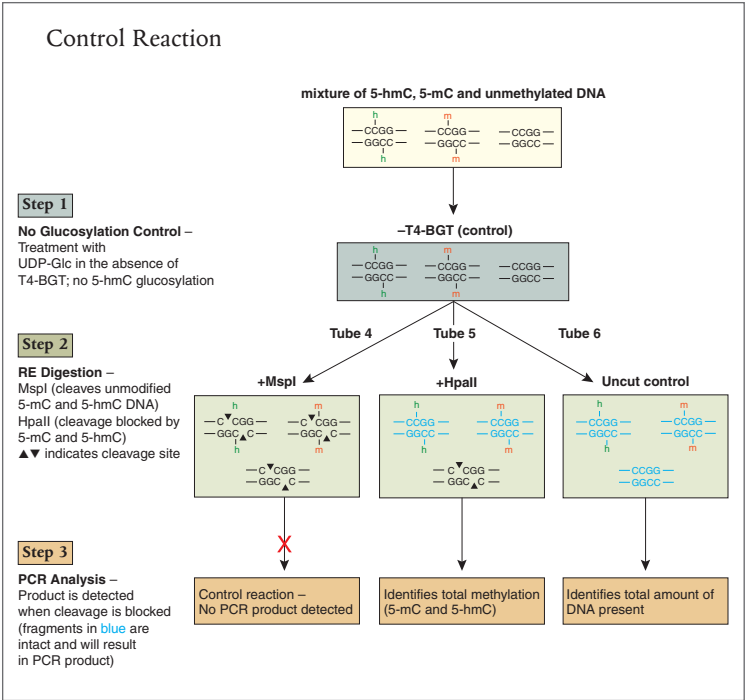 Control Reaction
mixture of 5-hmC, 5-mC and unmethylated DNA
h m
— CCGG — — CCGG — — CCGG —
— GGCC — — GGCC — — GGCC —
h m
Step 1
No Glucosylation Control –
Treatment with
UDP-Glc in the absence of
T4-BGT; no 5-hmC glucosylation
–T4-BGT (control)
h m
— CCGG — — CCGG — — CCGG —
— GGCC — — GGCC — — GGCC —
h m
Tube 4 Tube 5 Tube 6
Step 2
RE Digestion –
MspI (cleaves unmodified
5-mC and 5-hmC DNA)
HpaII (cleavage blocked by
5-mC and 5-hmC)
▲▼ indicates cleavage site
+MspI
h m
— C▼CGG — — C▼CGG —
— GGC▲C — — GGC▲C —
h m
— C▼CGG —
— GGC▲C —
+HpaII
h m
— CCGG — — CCGG —
— GGCC — — GGCC —
h m
— C▼CGG —
— GGC▲C —
Uncut control
h m
— CCGG — — CCGG —
— GGCC — — GGCC —
h m
— CCGG —
— GGCC —
X
Step 3
PCR Analysis –
Product is detected
when cleavage is blocked
(fragments in blue are
intact and will result
in PCR product)
Control reaction –
No PCR product detected
Identifies total methylation
(5-mC and 5-hmC)
Identifies total amount of
DNA present